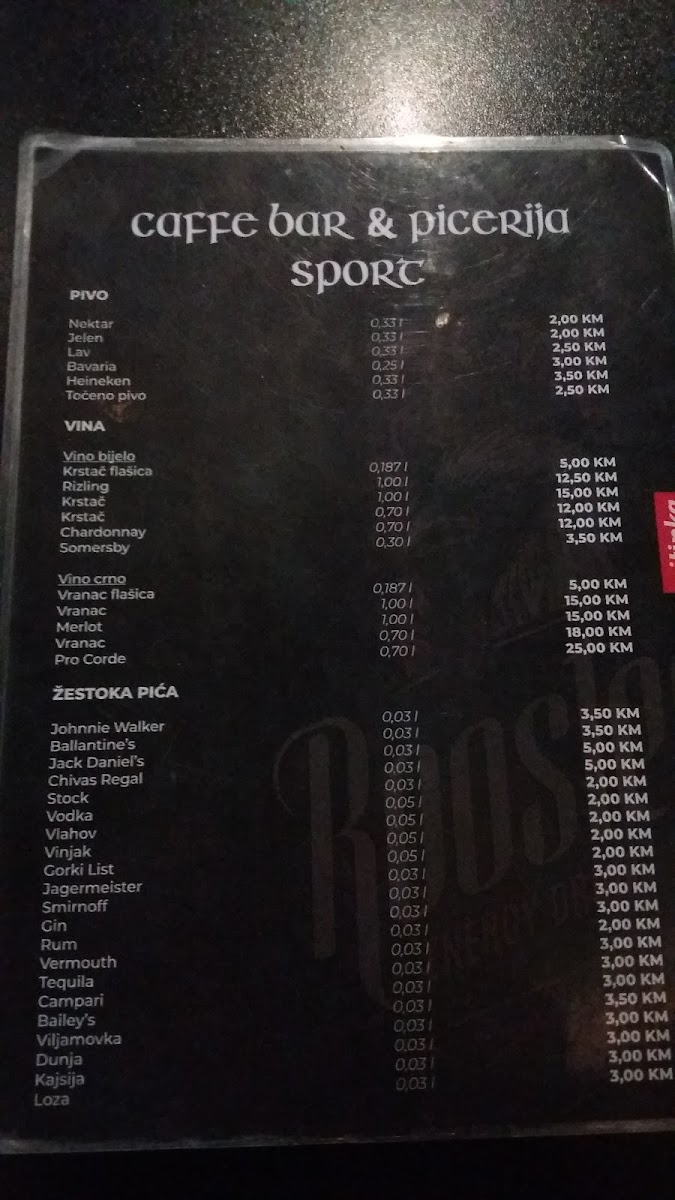 caffe bar & picerija
sport
PIVO
Nektar 0,33 l 2,00 KM
Jelen 0,33 l 2,00 KM
Lav 0,33 l 2,50 KM
Bavaria 0,25 l 3,00 KM
Heineken 0,33 l 3,50 KM
Točeno pivo 0,33 l 2,50 KM
VINA
Vino bijelo
Krstač flašica 0,187 l 5,00 KM
Rizling 1,00 l 12,50 KM
Krstač 1,00 l 15,00 KM
Krstač 0,70 l 12,00 KM
Chardonnay 0,70 l 12,00 KM
Somersby 0,30 l 3,50 KM
Vino crno
Vranac flašica 0,187 l 5,00 KM
Vranac 1,00 l 15,00 KM
Merlot 1,00 l 15,00 KM
Vranac 0,70 l 18,00 KM
Pro Corde 0,70 l 25,00 KM
ŽESTOKA PIĆA
Johnnie Walker 0,03 l 3,50 KM
Ballantine's 0,03 l 3,50 KM
Jack Daniel's 0,03 l 5,00 KM
Chivas Regal 0,03 l 5,00 KM
Stock 0,03 l 2,00 KM
Vodka 0,05 l 2,00 KM
Vlahov 0,05 l 2,00 KM
Vinjak 0,05 l 2,00 KM
Gorki List 0,05 l 2,00 KM
Jagermeister 0,03 l 3,00 KM
Smirnoff 0,03 l 3,00 KM
Gin 0,03 l 3,00 KM
Rum 0,03 l 2,00 KM
Vermouth 0,03 l 3,00 KM
Tequila 0,03 l 3,00 KM
Campari 0,03 l 3,00 KM
Bailey's 0,03 l 3,50 KM
Viljamovka 0,03 l 3,00 KM
Dunja 0,03 l 3,00 KM
Kajsija 0,03 l 3,00 KM
Loza 0,03 l 3,00 KM